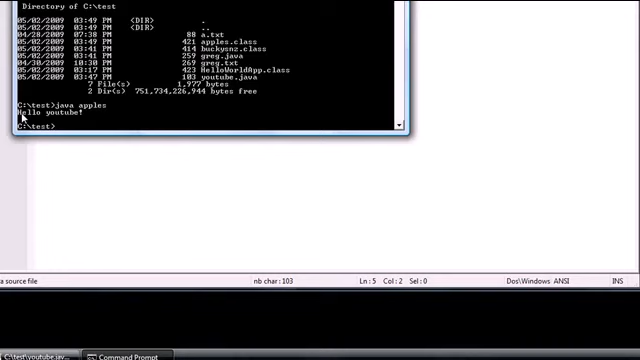 Directory of C:\test
05/02/2009 03:49 PM <DIR> .
05/02/2009 03:49 PM <DIR> ..
04/28/2009 07:38 PM 88 a.txt
05/02/2009 03:49 PM 421 apples.class
05/02/2009 03:41 PM 414 buckysnz.class
05/02/2009 03:49 PM 259 greg.java
04/30/2009 10:30 PM 269 greg.txt
05/02/2009 03:17 PM 423 HelloWorldApp.class
05/02/2009 03:47 PM 103 youtube.java
7 File(s) 1,977 bytes
2 Dir(s) 751,734,226,944 bytes free
C:\test>java apples
Hello youtube!
C:\test>
a source file nb char: 103 Ln: 5 Col: 2 Sel: 0 Dos\Windows ANSI INS
C:\test\youtube.jav... Command Prompt